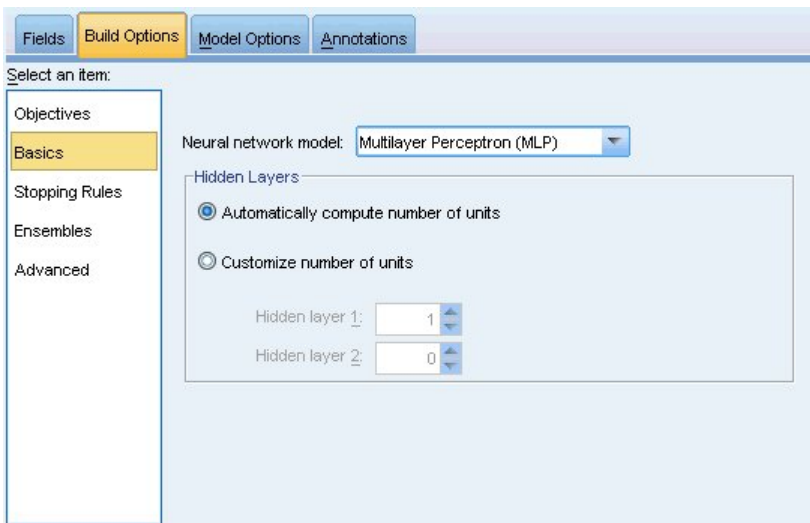 Fields Build Options Model Options Annotations
Select an item:
Objectives
Basics
Stopping Rules
Ensembles
Advanced
Neural network model: Multilayer Perceptron (MLP)
Hidden Layers
Automatically compute number of units
Customize number of units
Hidden layer 1: 1
Hidden layer 2: 0